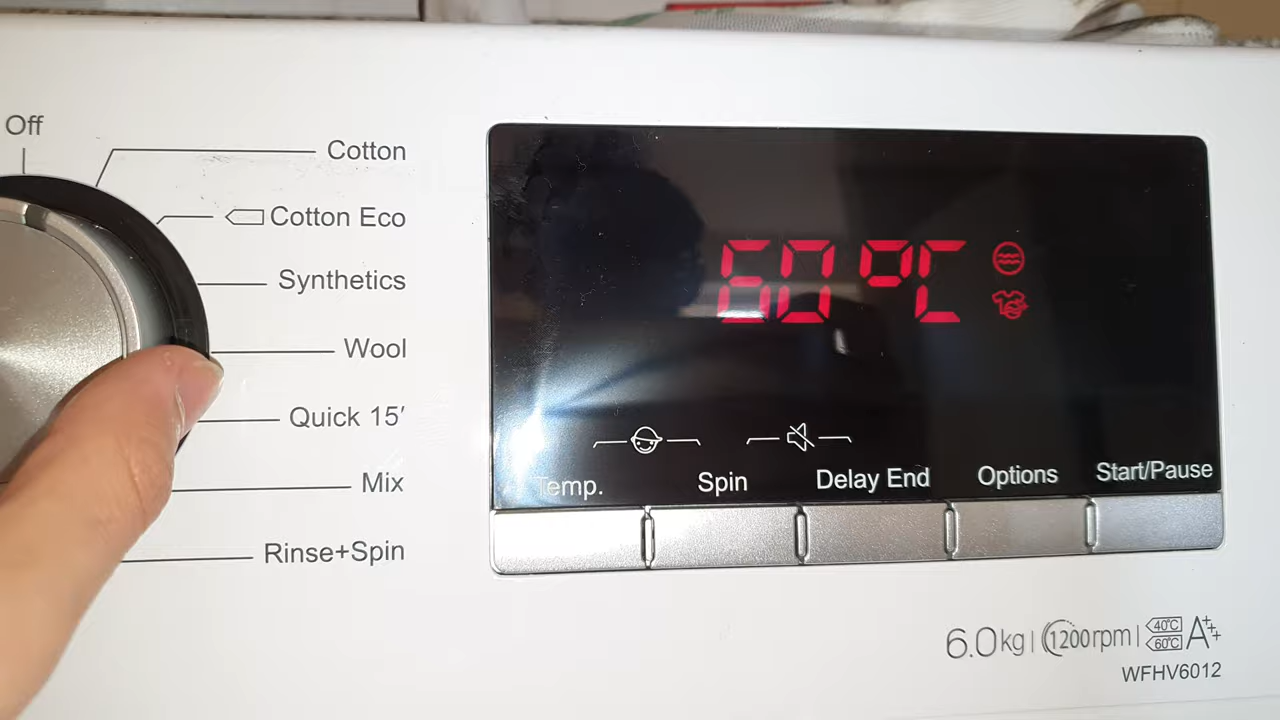 Off
Cotton
Cotton Eco
Synthetics
Wool
Quick 15'
Mix
Rinse+Spin
60 °C
Temp.
Spin
Delay End
Options
Start/Pause
6.0kg | 1200rpm | 40°C 60°C A+++
WFHV6012